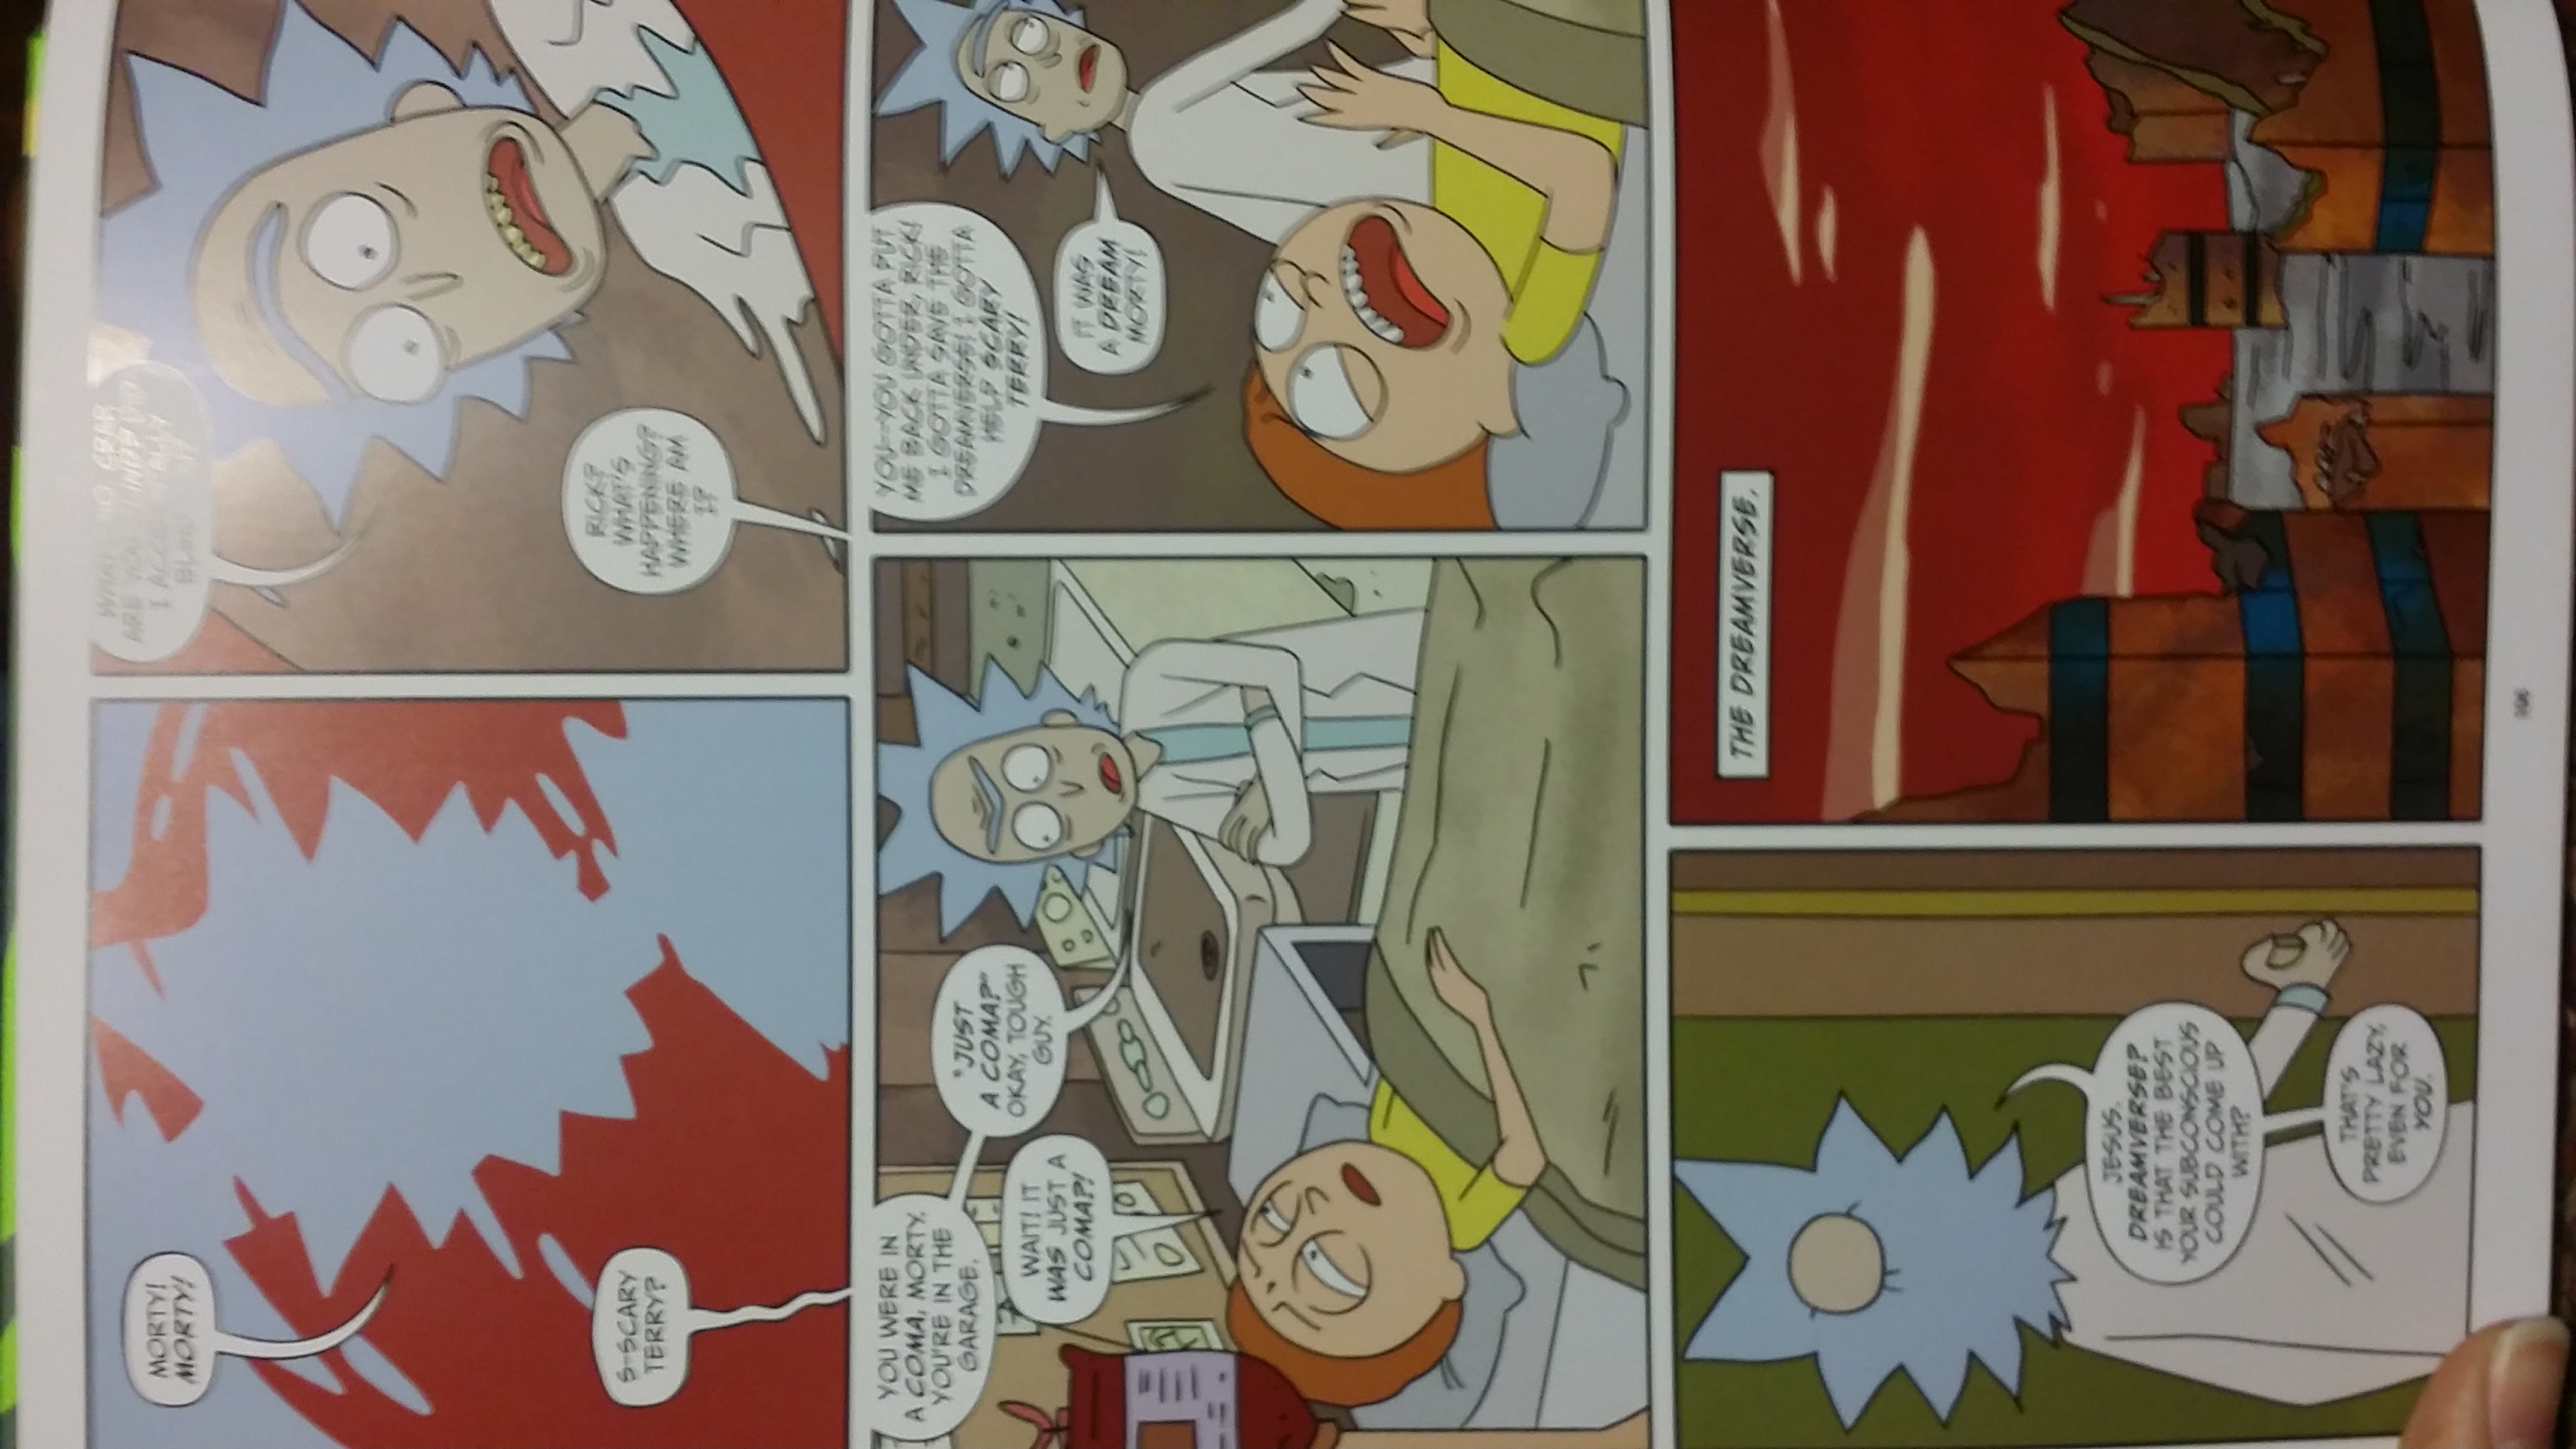 MORTY!
MORTY!
S-SCARY
TERRY?
ARE YOU
I
RICK?
WHAT'S
HAPPENING?
WHERE AM
I?
YOU WERE IN
A COMA, MORTY.
YOU'RE IN THE
GARAGE.
WAIT! IT
WAS JUST A
COMA?!
"JUST
A COMA?"
OKAY, TOUGH
GUY.
YOU--YOU GOTTA PUT
ME BACK UNDER, RICK!
I GOTTA SAVE THE
DREAMVERSE! I GOTTA
HELP SCARY
TERRY!
IT WAS
A DREAM
MORTY!
JESUS.
DREAMVERSE?
IS THAT THE BEST
YOUR SUBCONSCIOUS
COULD COME UP
WITH?
THAT'S
PRETTY LAZY,
EVEN FOR
YOU.
THE DREAMVERSE.